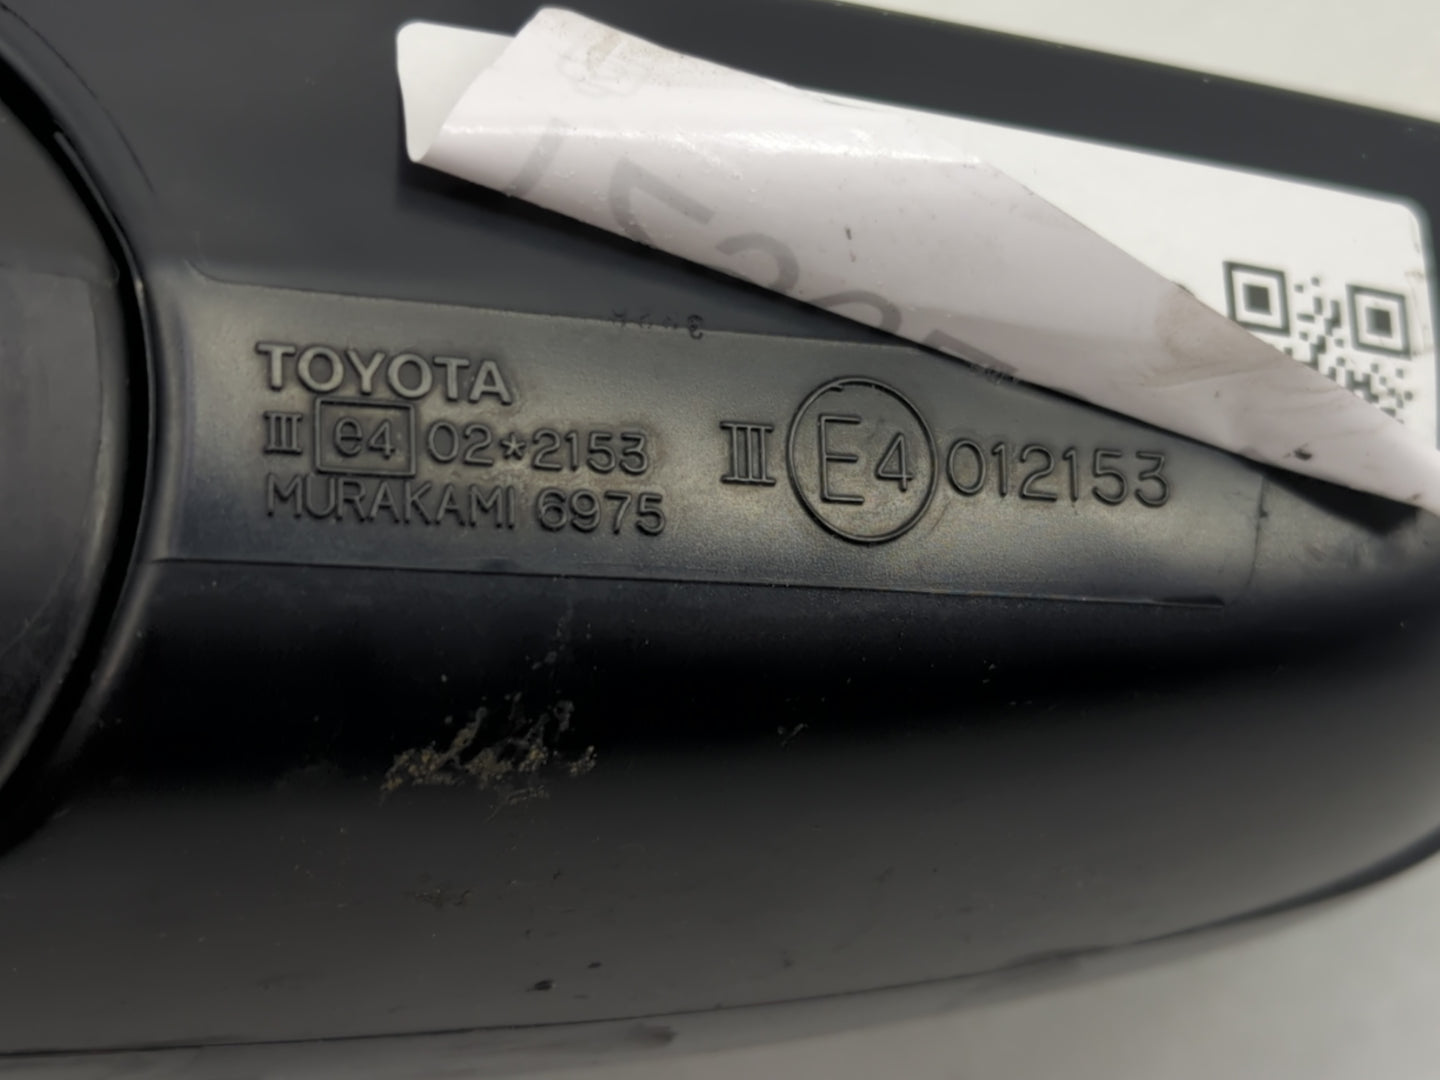 TOYOTA
III e4 02*2153
MURAKAMI 6975
III E4 012153